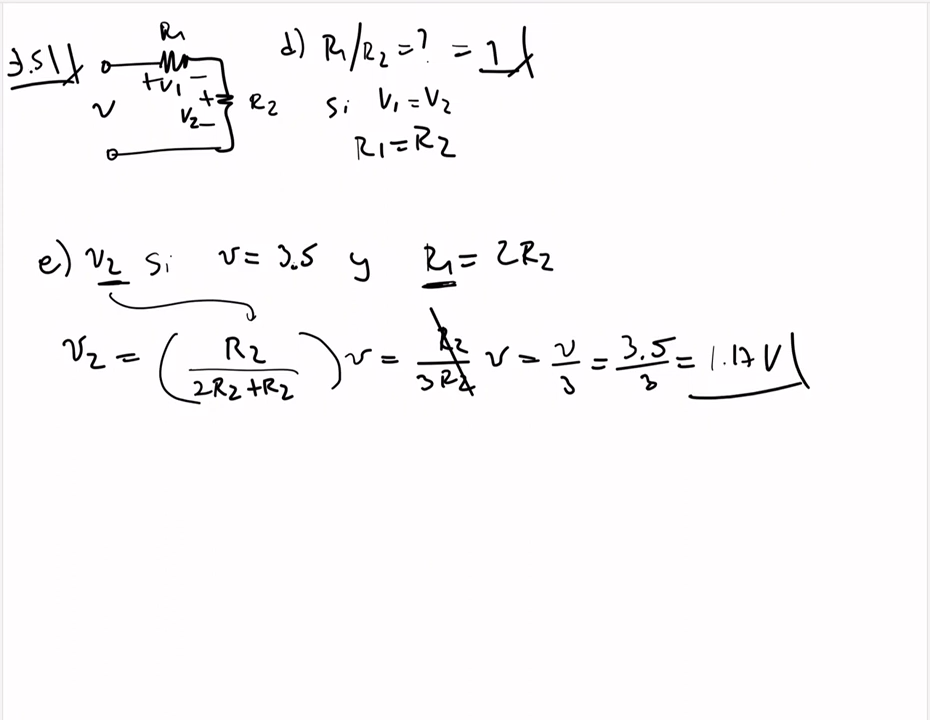 3.51
R1
+ V1 -
V
+
V2 -
R2
d) R1/R2 = ? = 1
Si V1 = V2
R1 = R2
e) V2 si v = 3.5 y R1 = 2R2
V2 = ( R2 / 2R2 + R2 ) v = R2 / 3R2 v = v / 3 = 3.5 / 3 = 1.17 V